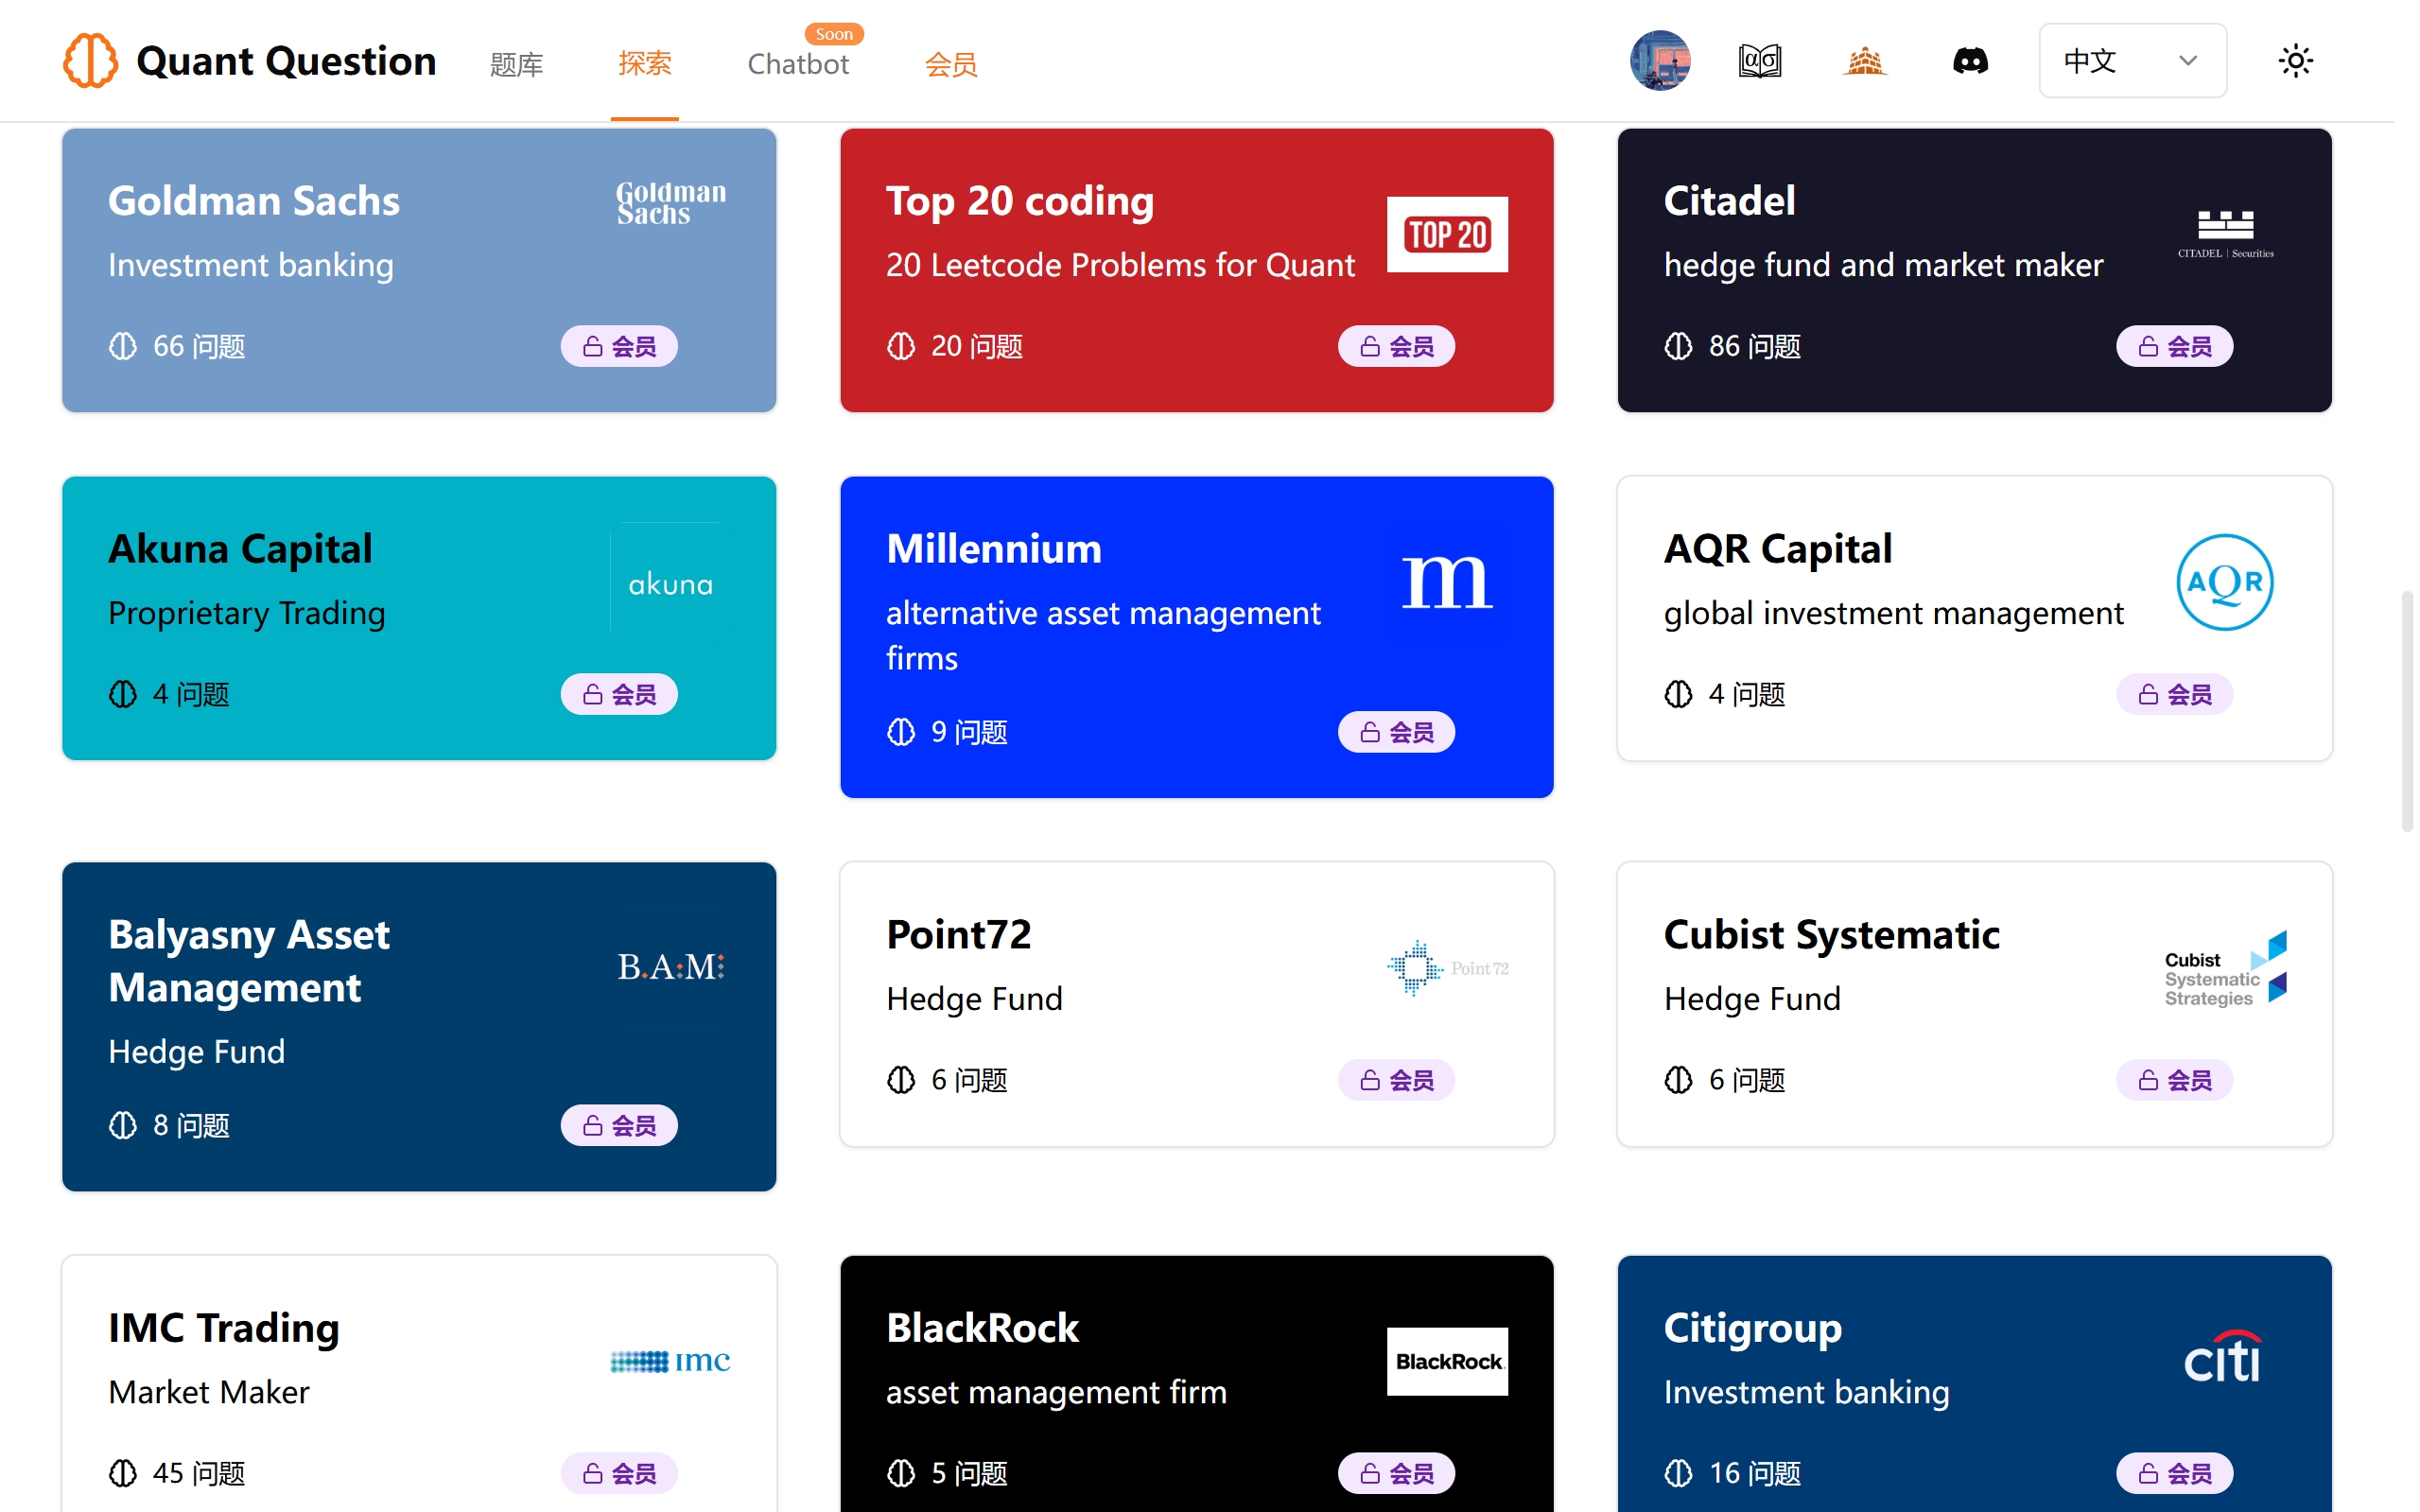 Quant Question
题库
探索
Chatbot
Soon
会员
中文
Goldman Sachs
Investment banking
66 问题
会员
Goldman
Sachs
Top 20 coding
20 Leetcode Problems for Quant
20 问题
会员
TOP 20
Citadel
hedge fund and market maker
86 问题
会员
CITADEL | Securities
Akuna Capital
Proprietary Trading
4 问题
会员
akuna
Millennium
alternative asset management
firms
9 问题
会员
m
AQR Capital
global investment management
4 问题
会员
AQR
Balyasny Asset
Management
Hedge Fund
8 问题
会员
B.A.M
Point72
Hedge Fund
6 问题
会员
Point72
Cubist Systematic
Hedge Fund
6 问题
会员
Cubist
Systematic
Strategies
IMC Trading
Market Maker
45 问题
会员
IMC
BlackRock
asset management firm
5 问题
会员
BlackRock.
Citigroup
Investment banking
16 问题
会员
citi